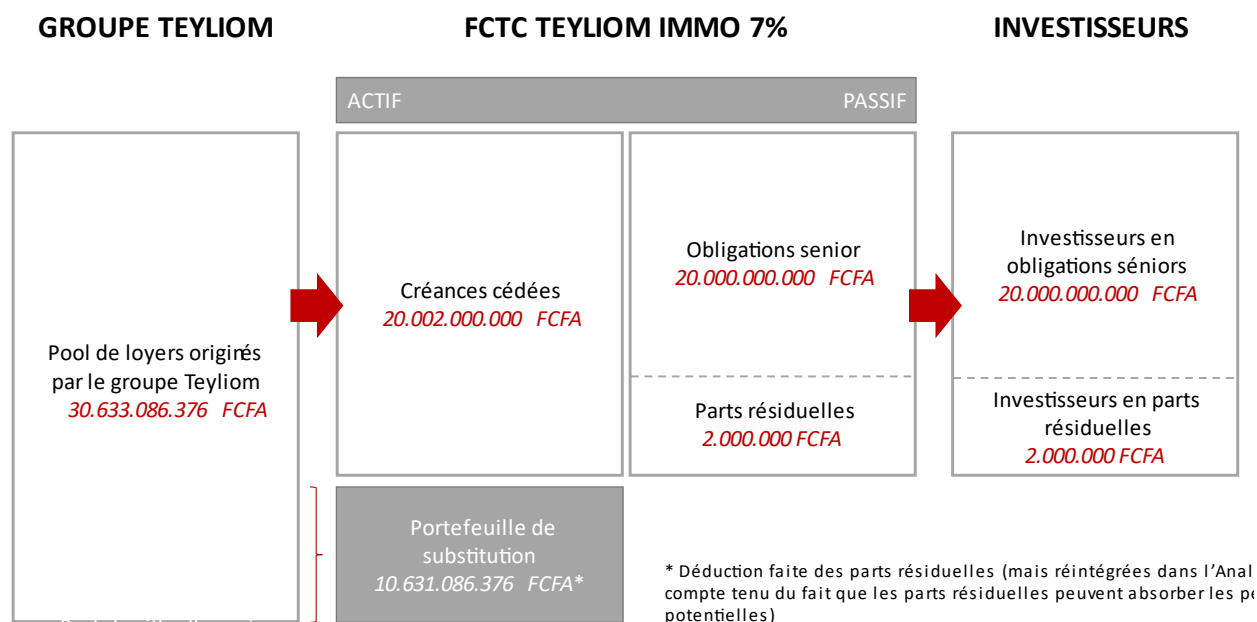 GROUPE TEYLIOM
FCTC TEYLIOM IMMO 7%
INVESTISSEURS
ACTIF
PASSIF
Pool de loyers originés
par le groupe Teyliom
30.633.086.376 FCFA
Créances cédées
20.002.000.000 FCFA
Obligations senior
20.000.000.000 FCFA
Parts résiduelles
2.000.000 FCFA
Investisseurs en
obligations séniors
20.000.000.000 FCFA
Investisseurs en parts
résiduelles
2.000.000 FCFA
Portefeuille de
substitution
10.631.086.376 FCFA*
* Déduction faite des parts résiduelles (mais réintégrées dans l'Anal
compte tenu du fait que les parts résiduelles peuvent absorber les pe
potentielles)